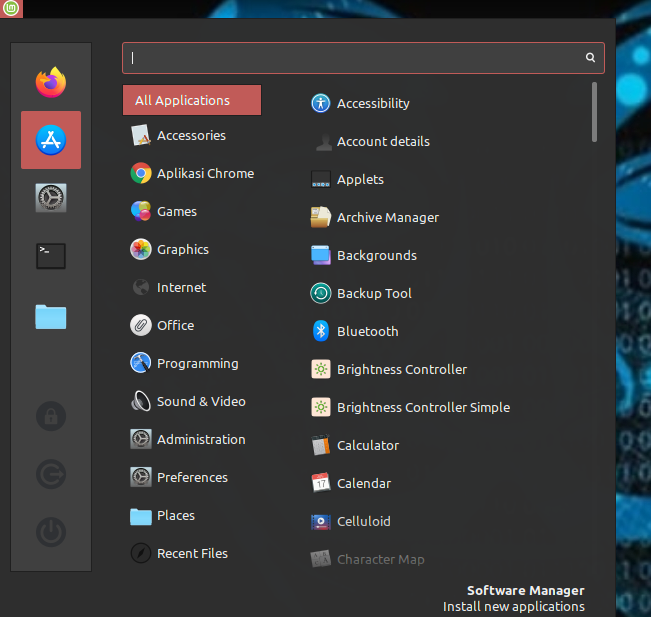 All Applications
Accessories
Aplikasi Chrome
Games
Graphics
Internet
Office
Programming
Sound & Video
Administration
Preferences
Places
Recent Files
Accessibility
Account details
Applets
Archive Manager
Backgrounds
Backup Tool
Bluetooth
Brightness Controller
Brightness Controller Simple
Calculator
Calendar
Celluloid
Character Map
Software Manager
Install new applications